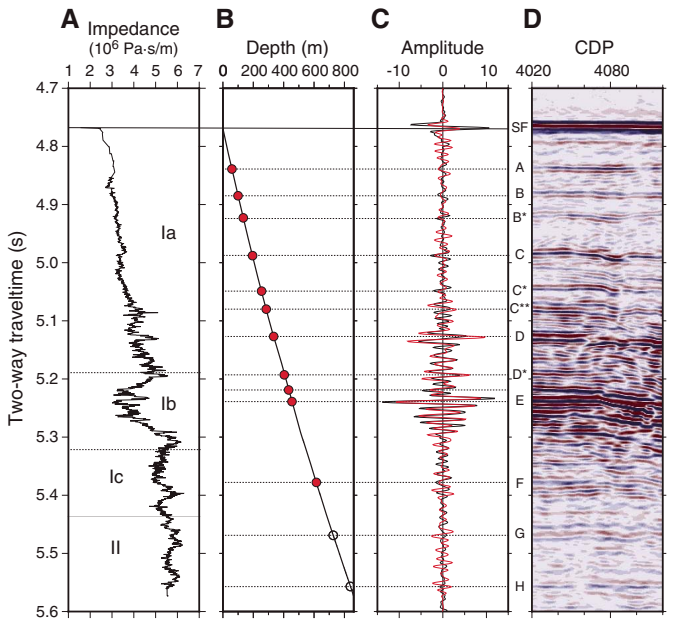 A B C D
Impedance
(10⁶ Pa·s/m) Depth (m) Amplitude CDP
1 2 3 4 5 6 7 0 200 400 600 800 -10 0 10 4020 4080
4.7
SF
4.8
A
B
4.9
B*
Ia
C
5.0
C*
C**
5.1
D
D*
5.2
Ib
E
5.3
Ic
F
5.4
G
5.5
II
H
5.6
Two-way traveltime (s)